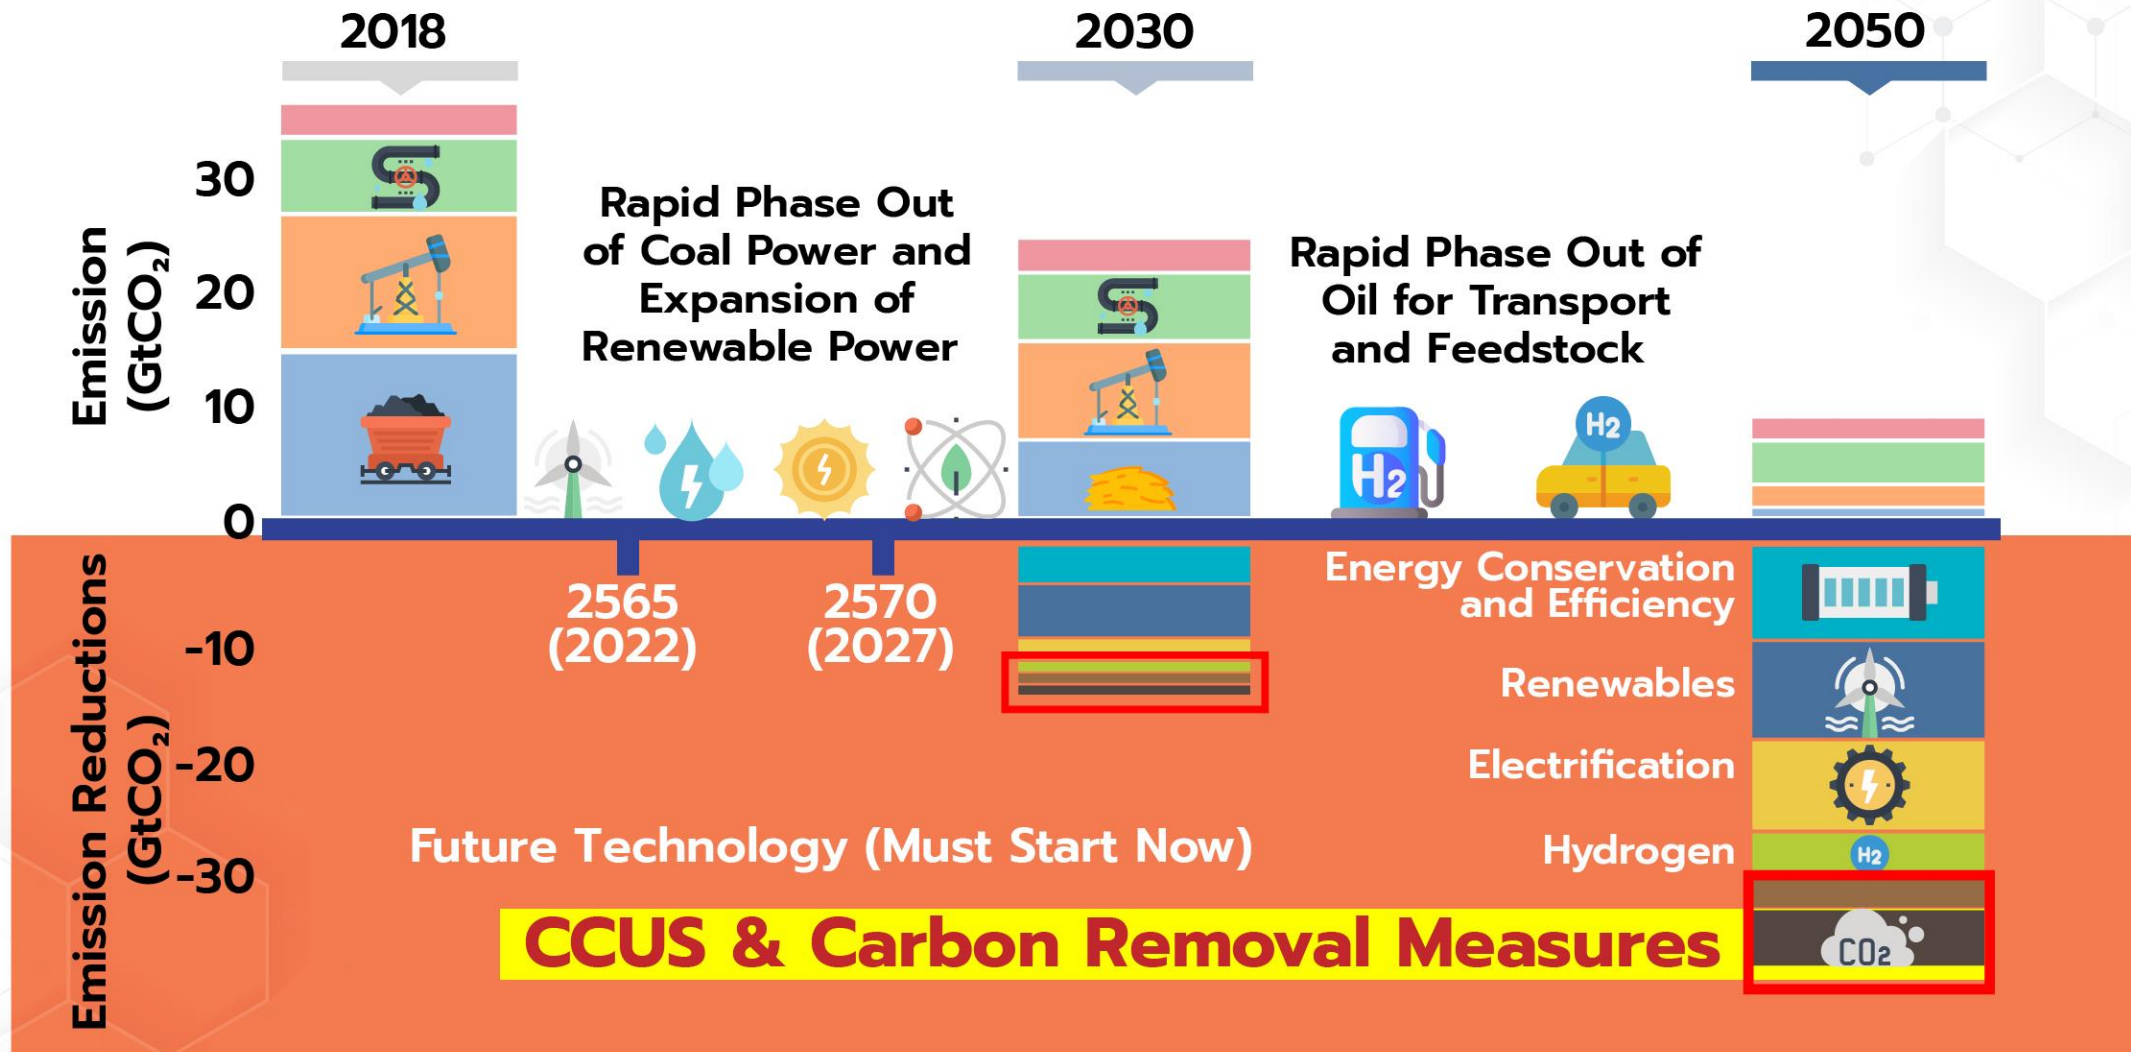 2018
2030
2050
Emission
(GtCO₂)
30
20
10
0
Rapid Phase Out
of Coal Power and
Expansion of
Renewable Power
Rapid Phase Out of
Oil for Transport
and Feedstock
H2
H2
2565
(2022)
2570
(2027)
Emission Reductions
(GtCO₂)
-10
-20
-30
Energy Conservation
and Efficiency
Renewables
Electrification
Hydrogen
H2
Future Technology (Must Start Now)
CCUS & Carbon Removal Measures
CO2